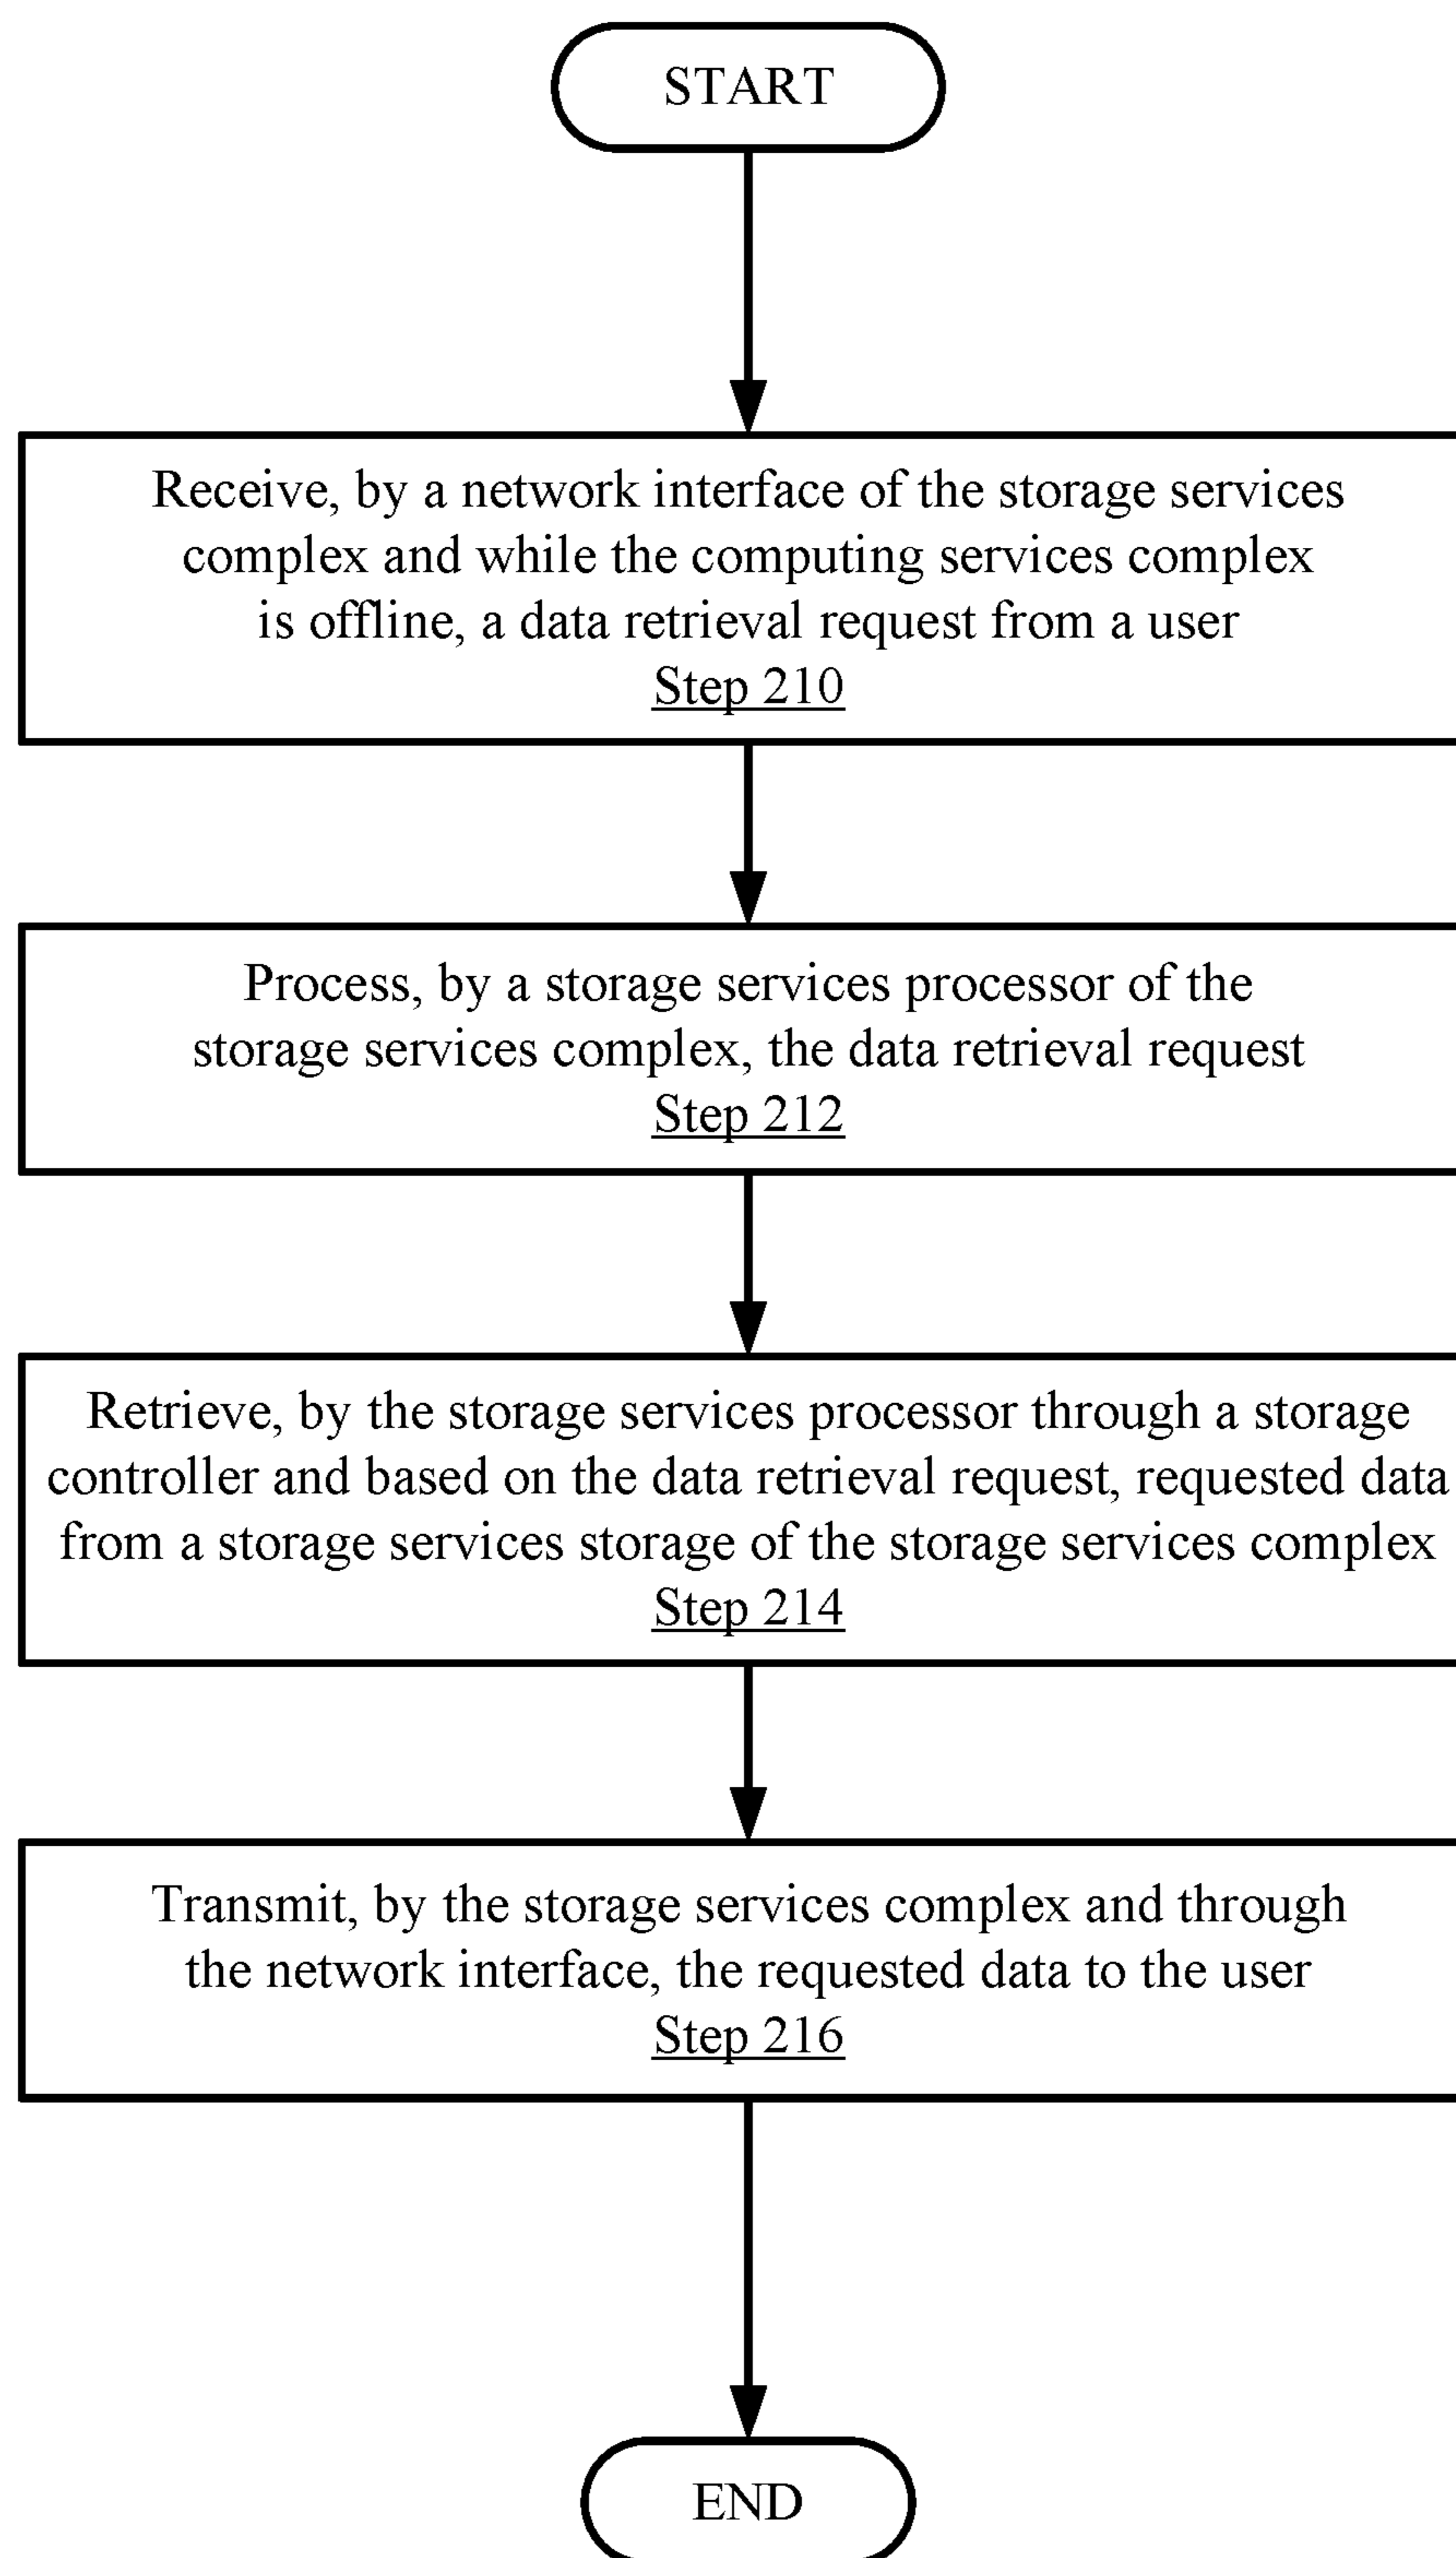 START
Receive, by a network interface of the storage services
complex and while the computing services complex
is offline, a data retrieval request from a user
Step 210
Process, by a storage services processor of the
storage services complex, the data retrieval request
Step 212
Retrieve, by the storage services processor through a storage
controller and based on the data retrieval request, requested data
from a storage services storage of the storage services complex
Step 214
Transmit, by the storage services complex and through
the network interface, the requested data to the user
Step 216
END